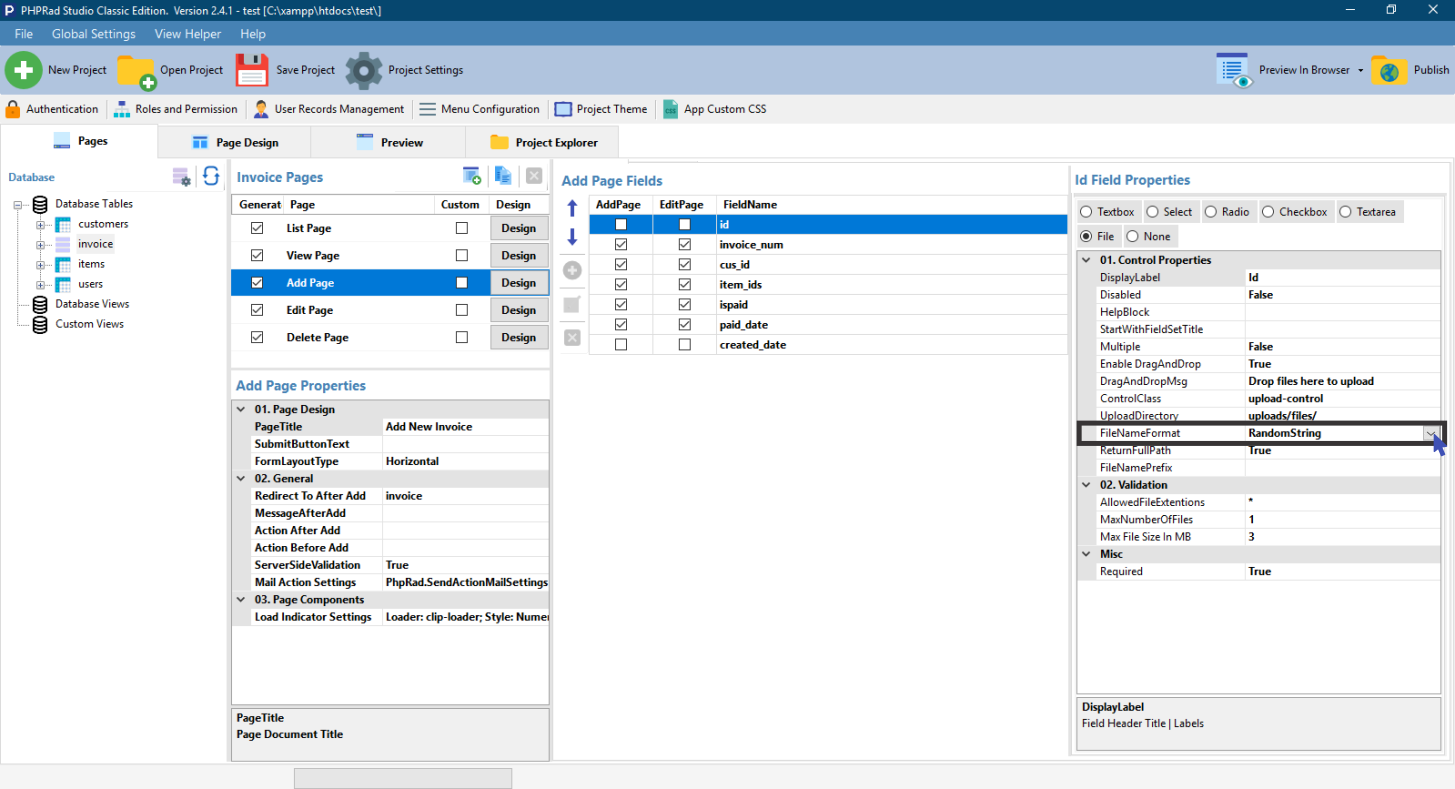 PHPRad Studio Classic Edition. Version 2.4.1 - test [C:\xampp\htdocs\test\]
File Global Settings View Helper Help
New Project Open Project Save Project Project Settings Preview In Browser Publish
Authentication Roles and Permission User Records Management Menu Configuration Project Theme App Custom CSS
Pages Page Design Preview Project Explorer
Database
Database Tables
customers
invoice
items
users
Database Views
Custom Views
Invoice Pages
Generat Page Custom Design
List Page Design
View Page Design
Add Page Design
Edit Page Design
Delete Page Design
Add Page Properties
01. Page Design
PageTitle Add New Invoice
SubmitButtonText
FormLayoutType Horizontal
02. General
Redirect To After Add invoice
MessageAfterAdd
Action After Add
Action Before Add
ServerSideValidation True
Mail Action Settings PhpRad.SendActionMailSettings
03. Page Components
Load Indicator Settings Loader: clip-loader; Style: Numer
PageTitle
Page Document Title
Add Page Fields
AddPage EditPage FieldName
id
invoice_num
cus_id
item_ids
ispaid
paid_date
created_date
Id Field Properties
Textbox Select Radio Checkbox Textarea
File None
01. Control Properties
DisplayLabel Id
Disabled False
HelpBlock
StartWithFieldSetTitle
Multiple False
Enable DragAndDrop True
DragAndDropMsg Drop files here to upload
ControlClass upload-control
UploadDirectory uploads/files/
FileNameFormat RandomString
ReturnFullPath True
FileNamePrefix
02. Validation
AllowedFileExtentions *
MaxNumberOfFiles 1
Max File Size In MB 3
Misc
Required True
DisplayLabel
Field Header Title | Labels